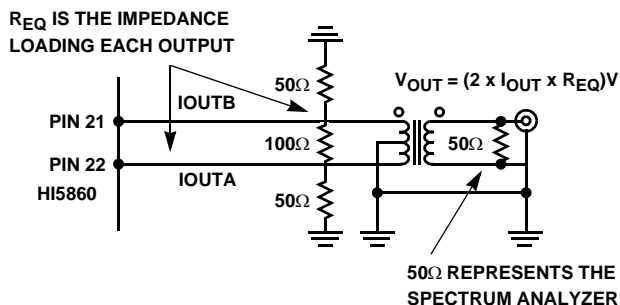 R_EQ IS THE IMPEDANCE
LOADING EACH OUTPUT
50Ω
V_OUT = (2 x I_OUT x R_EQ)V
IOUTB
PIN 21
100Ω
50Ω
PIN 22
IOUTA
HI5860
50Ω
50Ω REPRESENTS THE
SPECTRUM ANALYZER